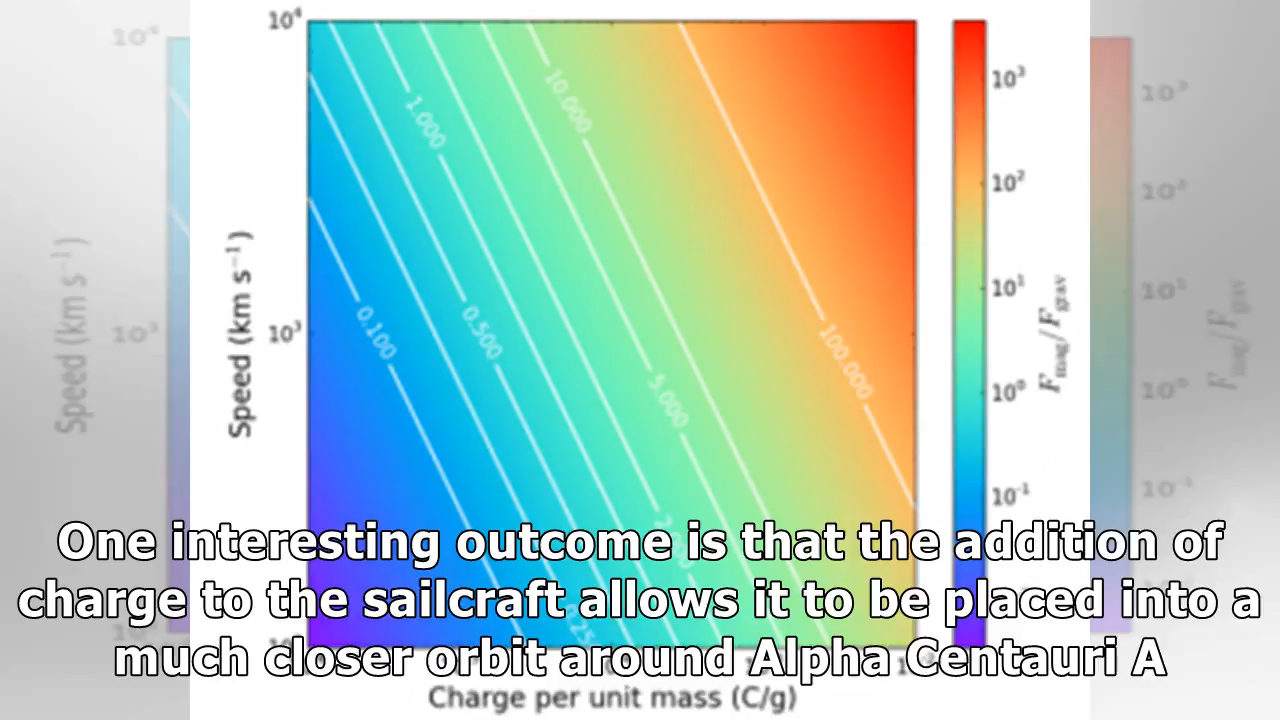 10⁴
10³
Speed (km s⁻¹)
0.100
1.000
0.500
10.000
5.000
100.000
10³
10²
10¹
10⁰
10⁻¹
F_mag/F_grav
One interesting outcome is that the addition of
charge to the sailcraft allows it to be placed into a
much closer orbit around Alpha Centauri A
Charge per unit mass (C/g)